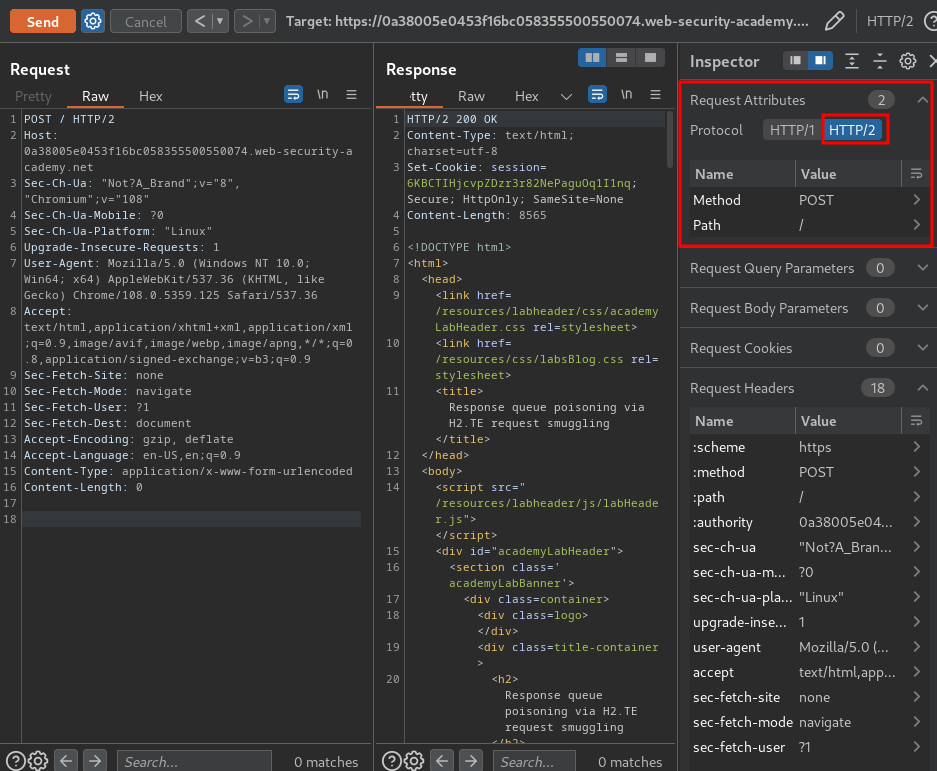 Send
Cancel
<
>
Target: https://0a38005e0453f16bc058355500550074.web-security-academy....
HTTP/2
Request
Pretty
Raw
Hex
\n
1 POST / HTTP/2
2 Host:
0a38005e0453f16bc058355500550074.web-security-a
cademy.net
3 Sec-Ch-Ua: "Not?A_Brand";v="8",
"Chromium";v="108"
4 Sec-Ch-Ua-Mobile: ?0
5 Sec-Ch-Ua-Platform: "Linux"
6 Upgrade-Insecure-Requests: 1
7 User-Agent: Mozilla/5.0 (Windows NT 10.0;
Win64; x64) AppleWebKit/537.36 (KHTML, like
Gecko) Chrome/108.0.5359.125 Safari/537.36
8 Accept:
text/html,application/xhtml+xml,application/xml
;q=0.9,image/avif,image/webp,image/apng,*/*;q=0
.8,application/signed-exchange;v=b3;q=0.9
9 Sec-Fetch-Site: none
10 Sec-Fetch-Mode: navigate
11 Sec-Fetch-User: ?1
12 Sec-Fetch-Dest: document
13 Accept-Encoding: gzip, deflate
14 Accept-Language: en-US,en;q=0.9
15 Content-Type: application/x-www-form-urlencoded
16 Content-Length: 0
17
18
Search...
0 matches
Response
tty
Raw
Hex
\n
1 HTTP/2 200 OK
2 Content-Type: text/html;
charset=utf-8
3 Set-Cookie: session=
6KBCTIHjcvpZDzr3r82NePaguOq1I1nq;
Secure; HttpOnly; SameSite=None
4 Content-Length: 8565
5
6 <!DOCTYPE html>
7 <html>
8 <head>
9 <link href=
/resources/labheader/css/academy
LabHeader.css rel=stylesheet>
10 <link href=
/resources/css/labsBlog.css rel=
stylesheet>
11 <title>
Response queue poisoning via
H2.TE request smuggling
</title>
12 </head>
13 <body>
14 <script src="
/resources/labheader/js/labHeade
r.js">
</script>
15 <div id="academyLabHeader">
16 <section class='
academyLabBanner'>
17 <div class=container>
18 <div class=logo>
</div>
19 <div class=title-container
>
20 <h2>
Response queue
poisoning via H2.TE
request smuggling
</h2>
Search...
0 matches
Inspector
Request Attributes 2
Protocol HTTP/1 HTTP/2
Name Value
Method POST
Path /
Request Query Parameters 0
Request Body Parameters 0
Request Cookies 0
Request Headers 18
Name Value
:scheme https
:method POST
:path /
:authority 0a38005e04...
sec-ch-ua "Not?A_Bran...
sec-ch-ua-m... ?0
sec-ch-ua-pla... "Linux"
upgrade-inse... 1
user-agent Mozilla/5.0 (...
accept text/html,app...
sec-fetch-site none
sec-fetch-mode navigate
sec-fetch-user ?1